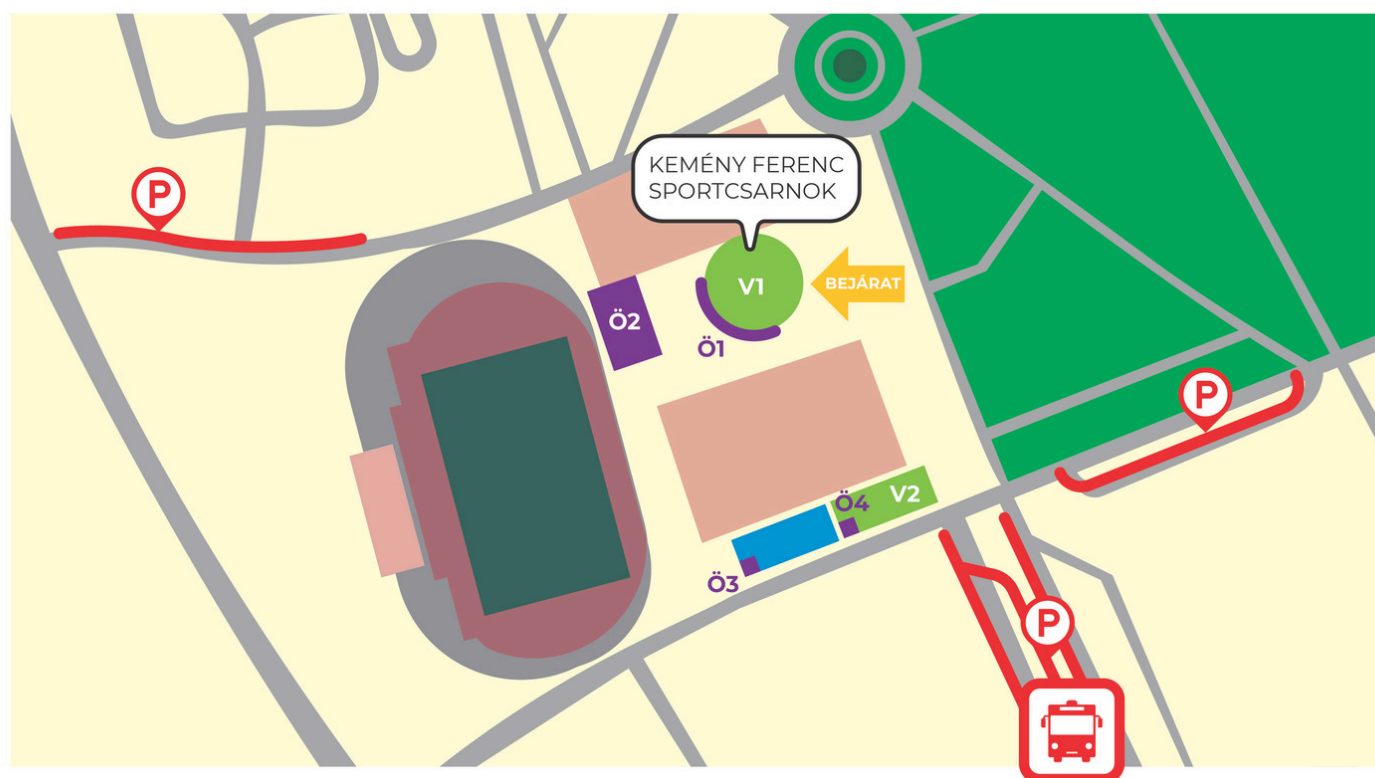 P
KEMÉNY FERENC
SPORTCSARNOK
V1
BEJÁRAT
Ö2
Ö1
P
V2
Ö4
Ö3
P